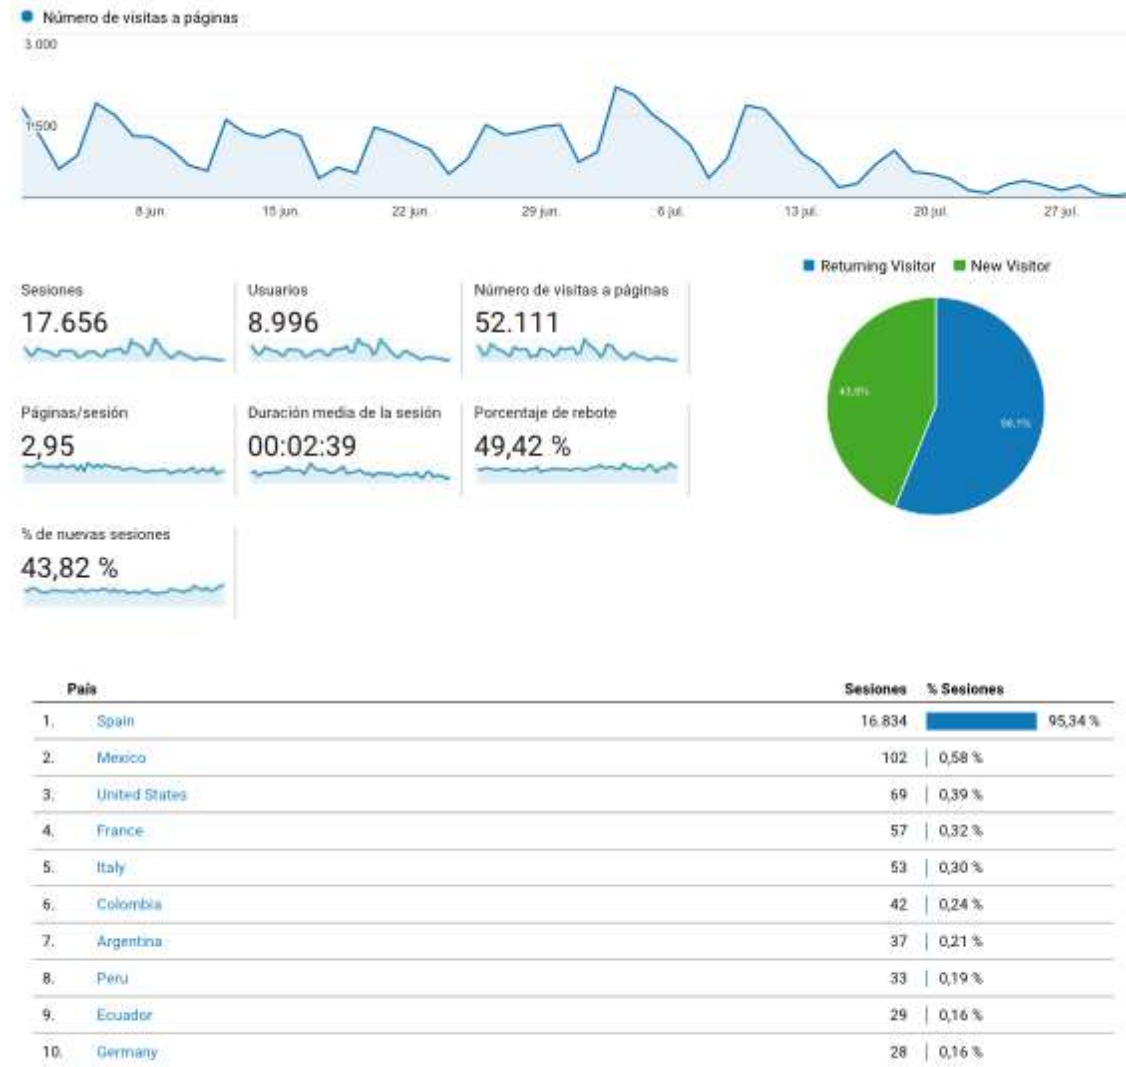 Número de visitas a páginas
3.000
1.500
8 jun. 15 jun. 22 jun. 29 jun. 6 jul. 13 jul. 20 jul. 27 jul.
Returning Visitor New Visitor
Sesiones Usuarios Número de visitas a páginas
17.656 8.996 52.111
43,9%
56,1%
Páginas/sesión Duración media de la sesión Porcentaje de rebote
2,95 00:02:39 49,42 %
% de nuevas sesiones
43,82 %
País Sesiones % Sesiones
1. Spain 16.834 95,34 %
2. Mexico 102 0,58 %
3. United States 69 0,39 %
4. France 57 0,32 %
5. Italy 53 0,30 %
6. Colombia 42 0,24 %
7. Argentina 37 0,21 %
8. Peru 33 0,19 %
9. Ecuador 29 0,16 %
10. Germany 28 0,16 %